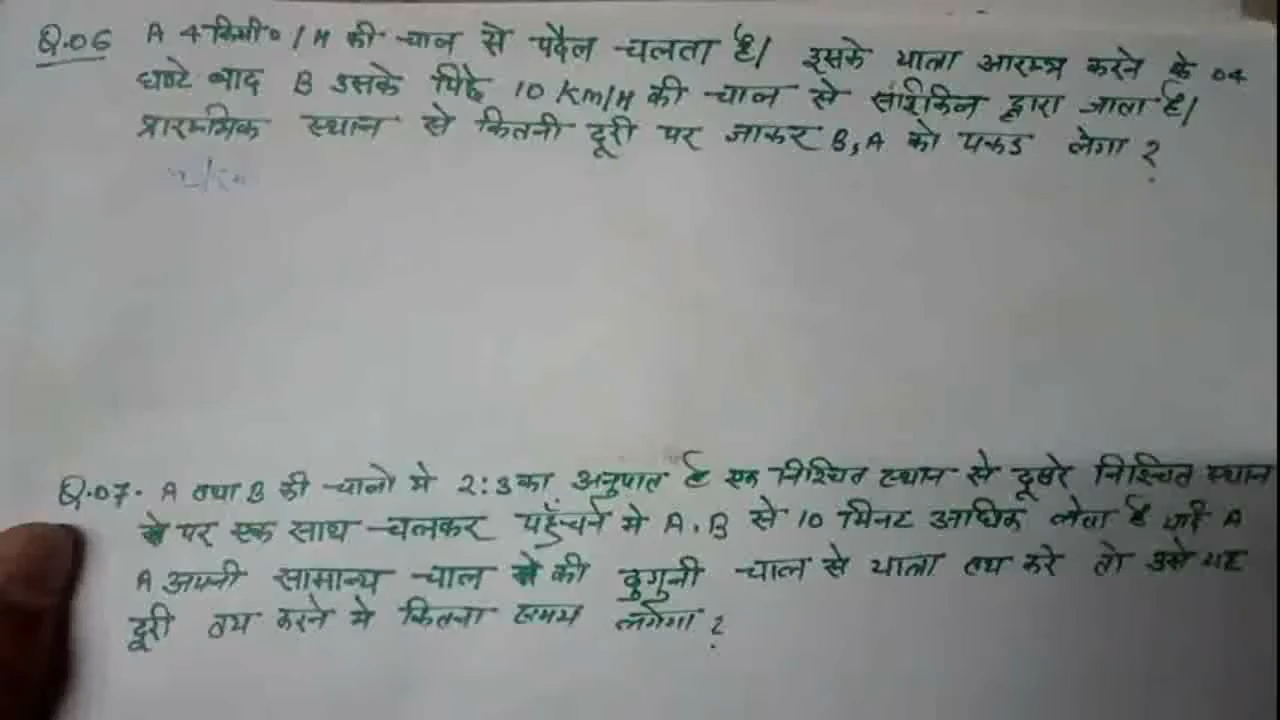 Q.06 A 4 किमी० / H की चाल से पैदल चलता है। इसके यात्रा आरम्भ करने के 04
घण्टे बाद B उसके पिछे 10 KM/H की चाल से साईकिल द्वारा जाता है।
प्रारम्भिक स्थान से कितनी दूरी पर जाकर B, A को पकड लेगा ?
Q.07. A तथा B की चालो मे 2:3 का अनुपात है एक निश्चित स्थान से दूसरे निश्चित स्थान
पर एक साथ चलकर पहुँचने मे A, B से 10 मिनट अधिक लेता है यदि A
A अपनी सामान्य चाल की दुगुनी चाल से यात्रा तय करे तो उसे यह
दूरी तय करने मे कितना समय लगेगा ?